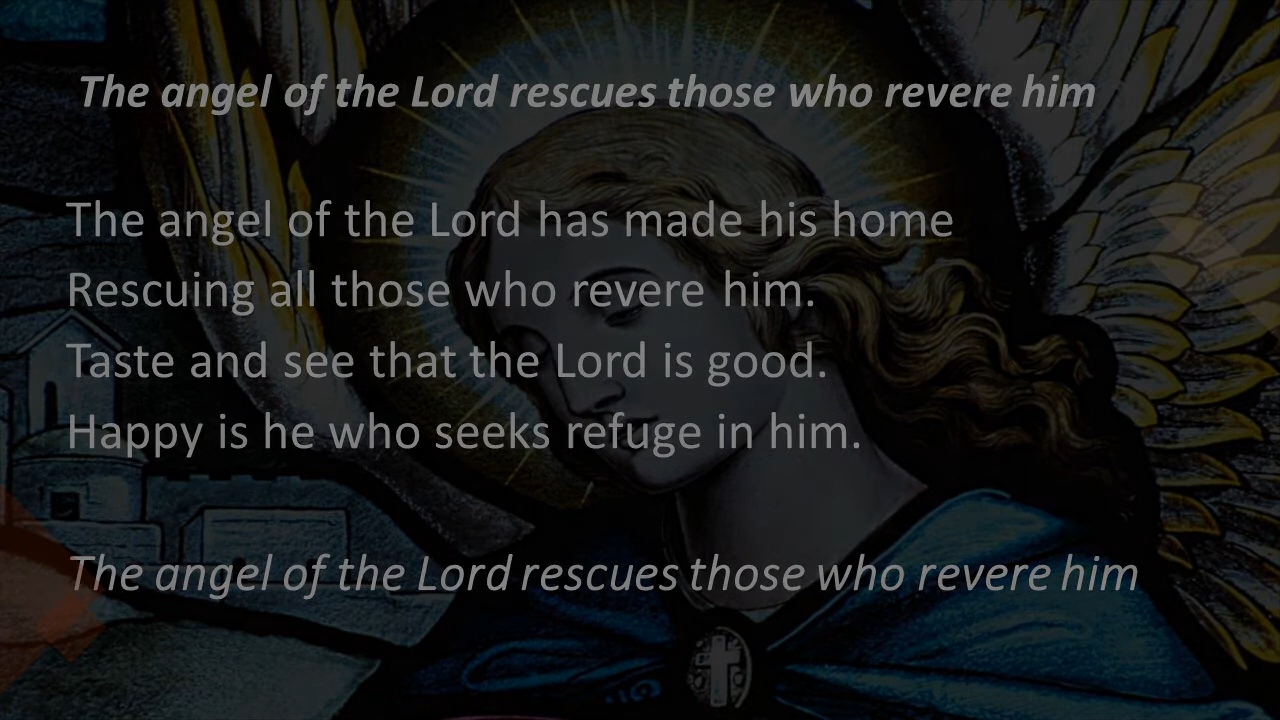 The angel of the Lord rescues those who revere him
The angel of the Lord has made his home
Rescuing all those who revere him.
Taste and see that the Lord is good.
Happy is he who seeks refuge in him.
The angel of the Lord rescues those who revere him